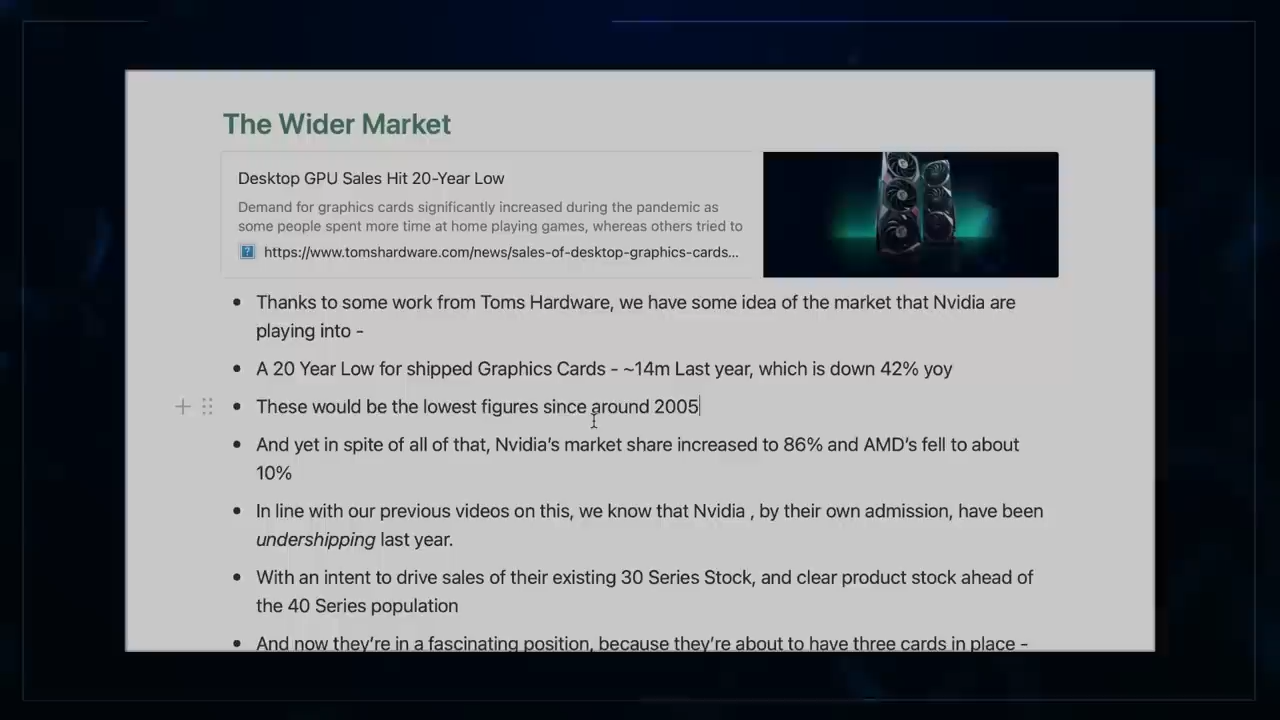 The Wider Market
Desktop GPU Sales Hit 20-Year Low
Demand for graphics cards significantly increased during the pandemic as
some people spent more time at home playing games, whereas others tried to
https://www.tomshardware.com/news/sales-of-desktop-graphics-cards...
• Thanks to some work from Toms Hardware, we have some idea of the market that Nvidia are
playing into -
• A 20 Year Low for shipped Graphics Cards - ~14m Last year, which is down 42% yoy
• These would be the lowest figures since around 2005
• And yet in spite of all of that, Nvidia's market share increased to 86% and AMD's fell to about
10%
• In line with our previous videos on this, we know that Nvidia , by their own admission, have been
undershipping last year.
• With an intent to drive sales of their existing 30 Series Stock, and clear product stock ahead of
the 40 Series population
• And now they're in a fascinating position, because they're about to have three cards in place -